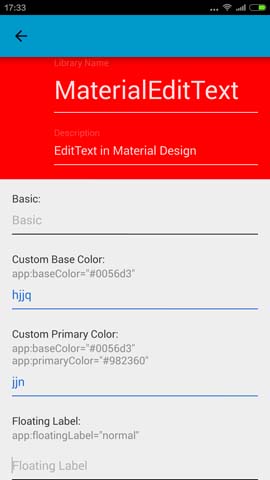 17:33
Library Name
MaterialEditText
Description
EditText in Material Design
Basic:
Basic
Custom Base Color:
app:baseColor="#0056d3"
hjjq
Custom Primary Color:
app:baseColor="#0056d3"
app:primaryColor="#982360"
jjn
Floating Label:
app:floatingLabel="normal"
Floating Label